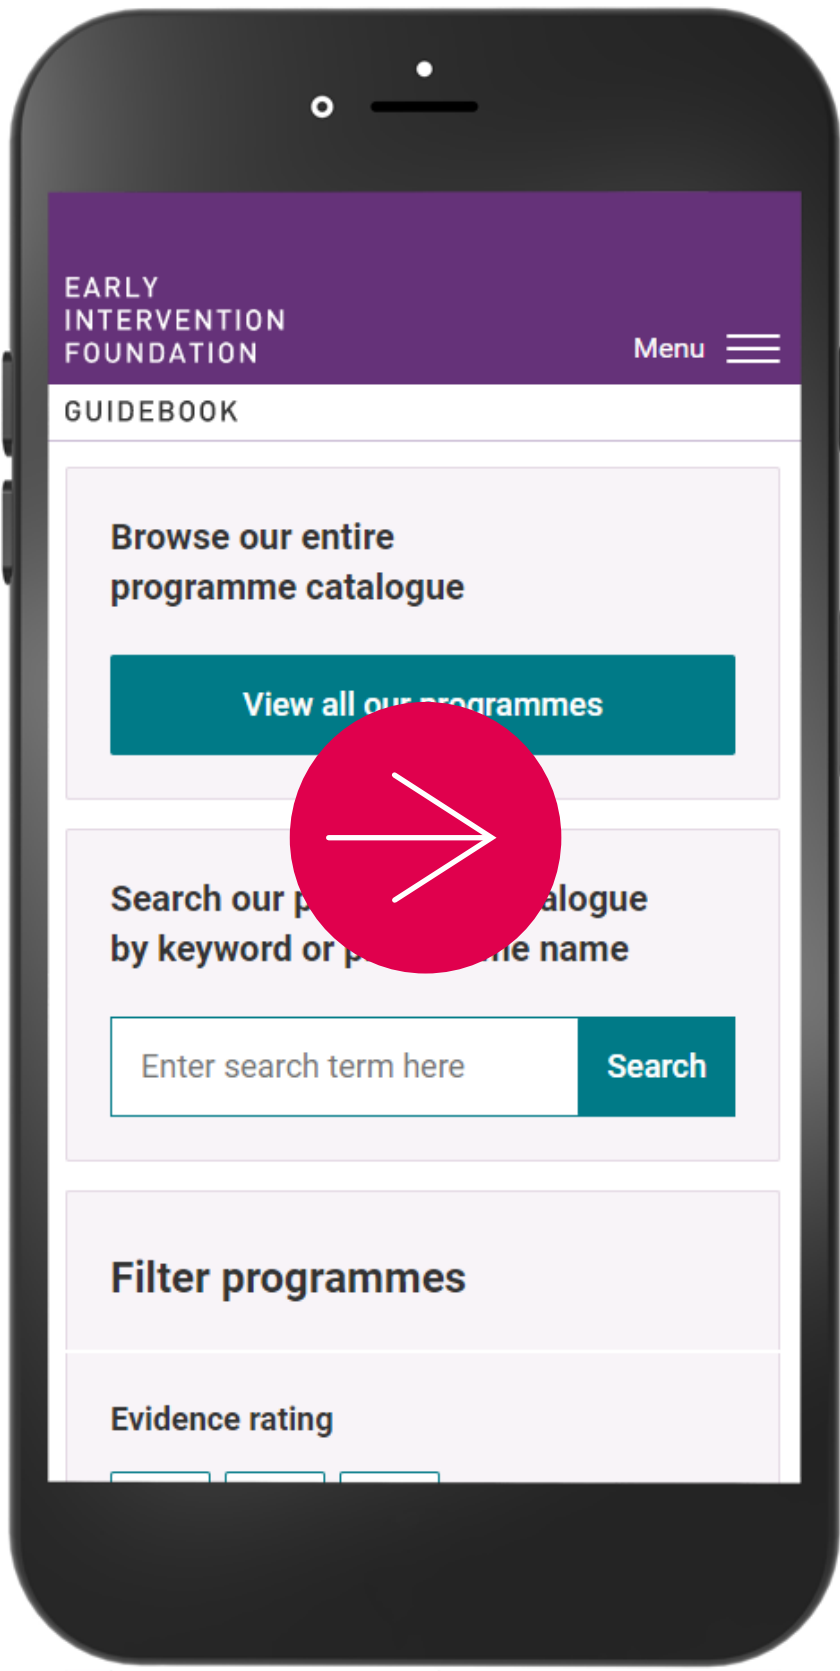 EARLY
INTERVENTION
FOUNDATION
Menu
GUIDEBOOK
Browse our entire
programme catalogue
View all our programmes
Search our
by keyword or name
Enter search term here
Search
Filter programmes
Evidence rating